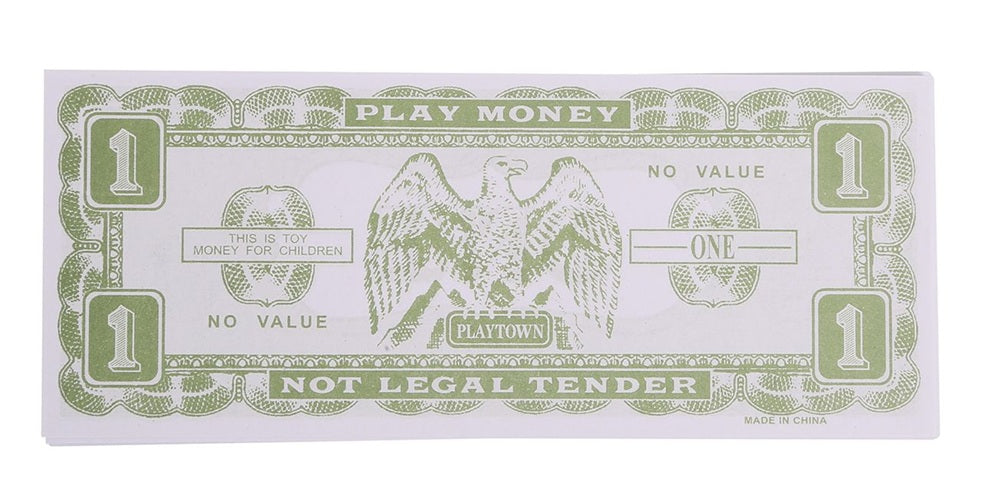 PLAY MONEY
1
1
NO VALUE
THIS IS TOY
MONEY FOR CHILDREN
ONE
NO VALUE
PLAYTOWN
1
1
NOT LEGAL TENDER
MADE IN CHINA